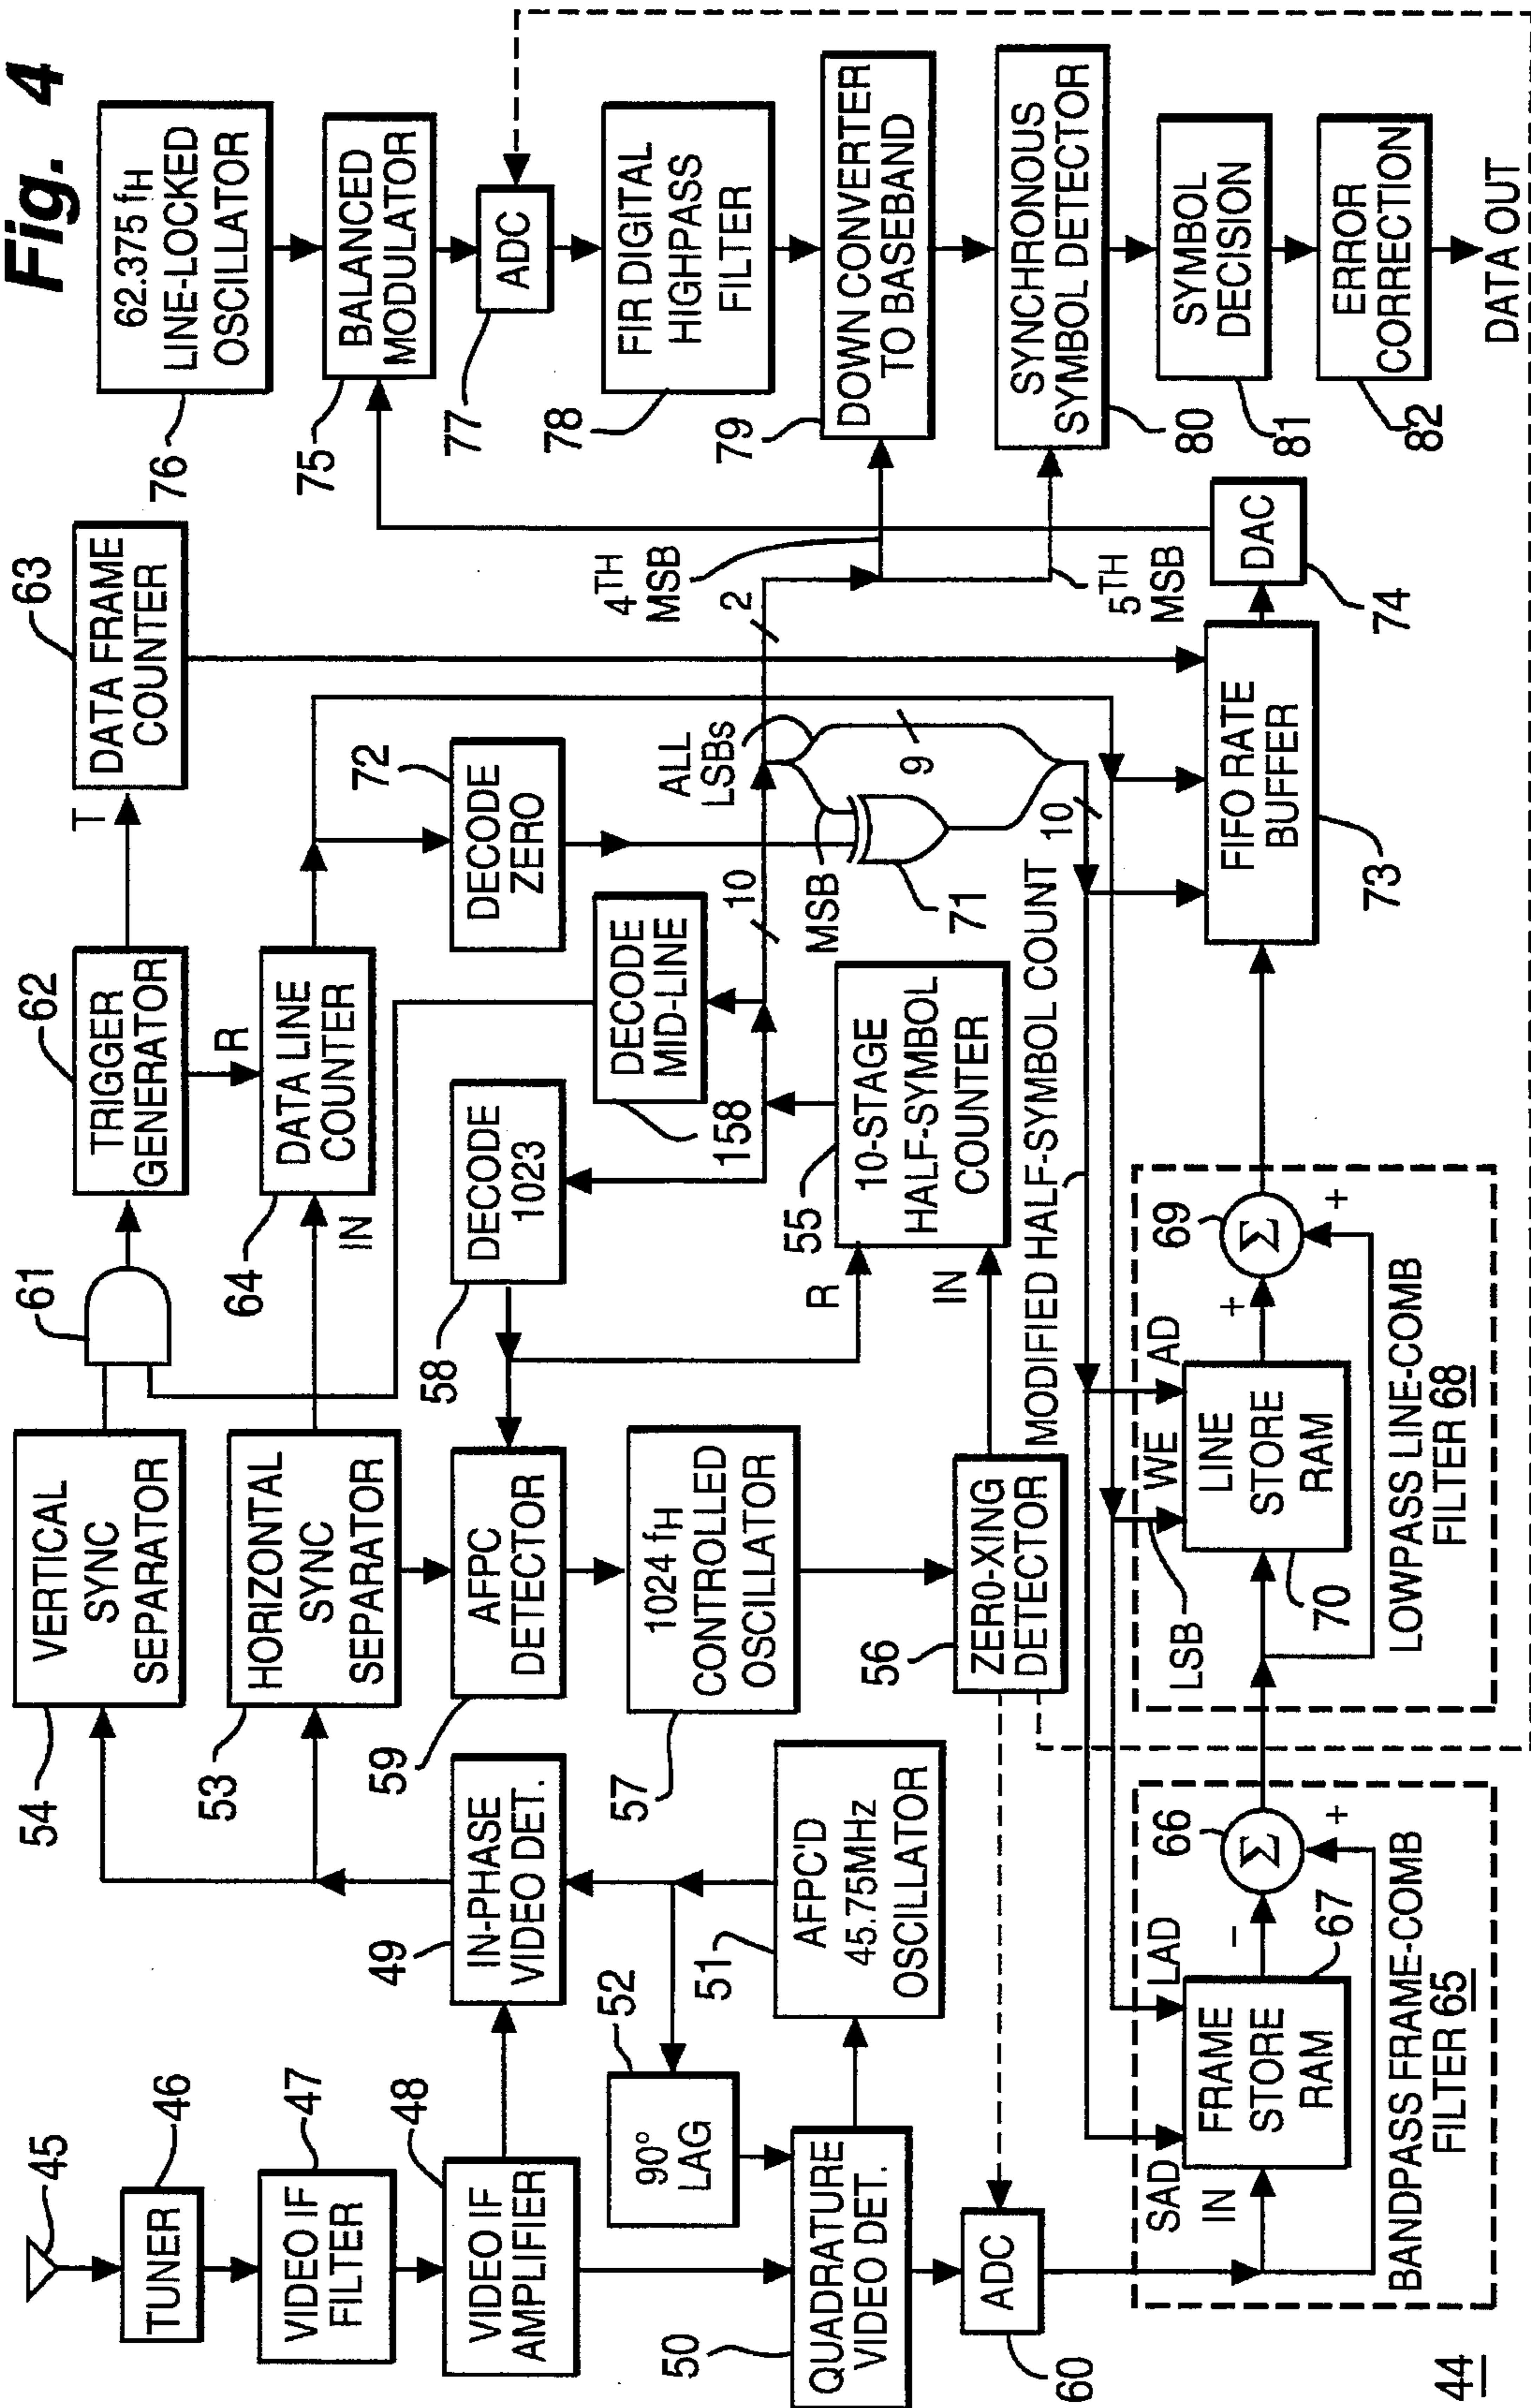 Fig. 4
45
TUNER
46
VIDEO IF
FILTER
47
VIDEO IF
AMPLIFIER
48
IN-PHASE
VIDEO DET.
49
90°
LAG
52
QUADRATURE
VIDEO DET.
50
AFPC'D
45.75MHz
OSCILLATOR
51
ADC
60
VERTICAL
SYNC
SEPARATOR
54
HORIZONTAL
SYNC
SEPARATOR
53
AFPC
DETECTOR
59
1024 fH
CONTROLLED
OSCILLATOR
57
ZERO-XING
DETECTOR
56
61
TRIGGER
GENERATOR
62
T
R
DATA FRAME
COUNTER
63
DATA LINE
COUNTER
64
IN
DECODE
1023
58
DECODE
MID-LINE
158
10-STAGE
HALF-SYMBOL
COUNTER
55
R
IN
DECODE
ZERO
72
10
MSB
ALL
LSBs
71
9
10
2
4TH
MSB
5TH
MSB
MODIFIED HALF-SYMBOL COUNT
FRAME
STORE
RAM
67
SAD
LAD
IN
66
Σ
−
+
BANDPASS FRAME-COMB
FILTER 65
LINE
STORE
RAM
70
LSB
WE
AD
69
Σ
+
+
LOWPASS LINE-COMB
FILTER 68
FIFO RATE
BUFFER
73
DAC
74
62.375 fH
LINE-LOCKED
OSCILLATOR
76
BALANCED
MODULATOR
75
ADC
77
FIR DIGITAL
HIGHPASS
FILTER
78
DOWN CONVERTER
TO BASEBAND
79
SYNCHRONOUS
SYMBOL DETECTOR
80
SYMBOL
DECISION
81
ERROR
CORRECTION
82
DATA OUT
44